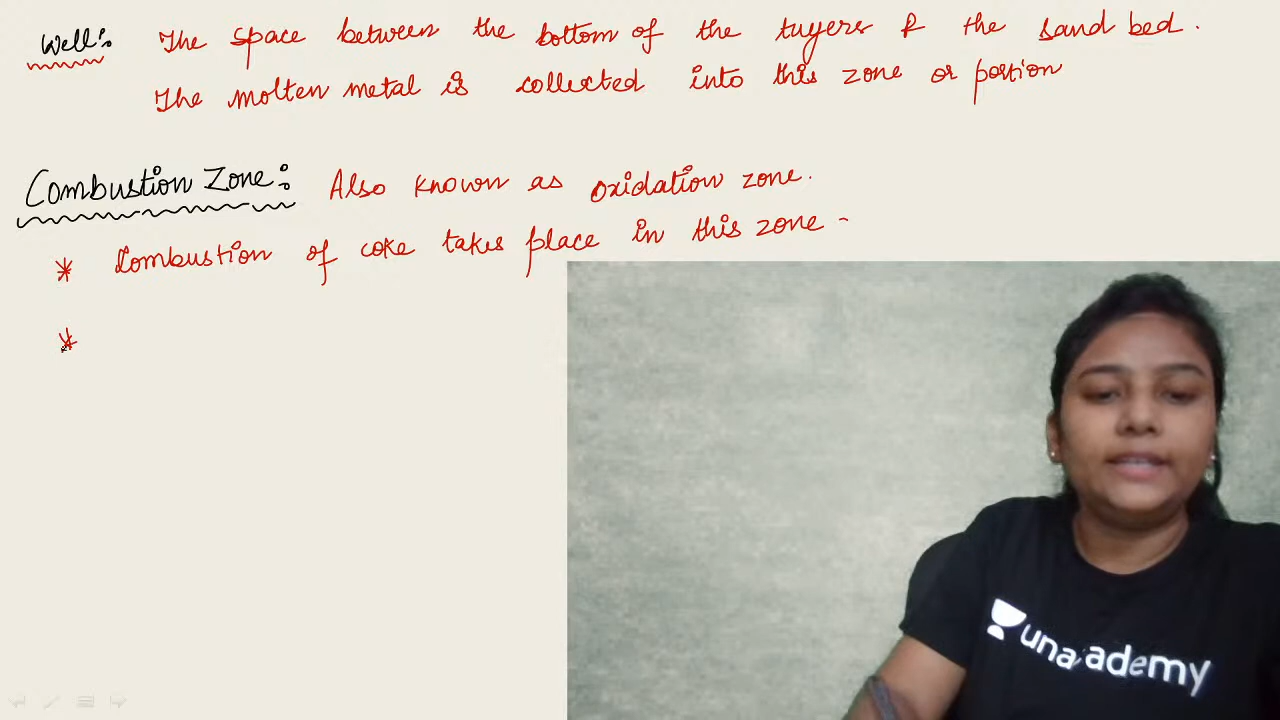 Well:- The space between the bottom of the tuyers & the sand bed.
The molten metal is collected into this zone or portion
Combustion Zone:- Also known as oxidation zone.
* Combustion of coke takes place in this zone -
*
unacademy